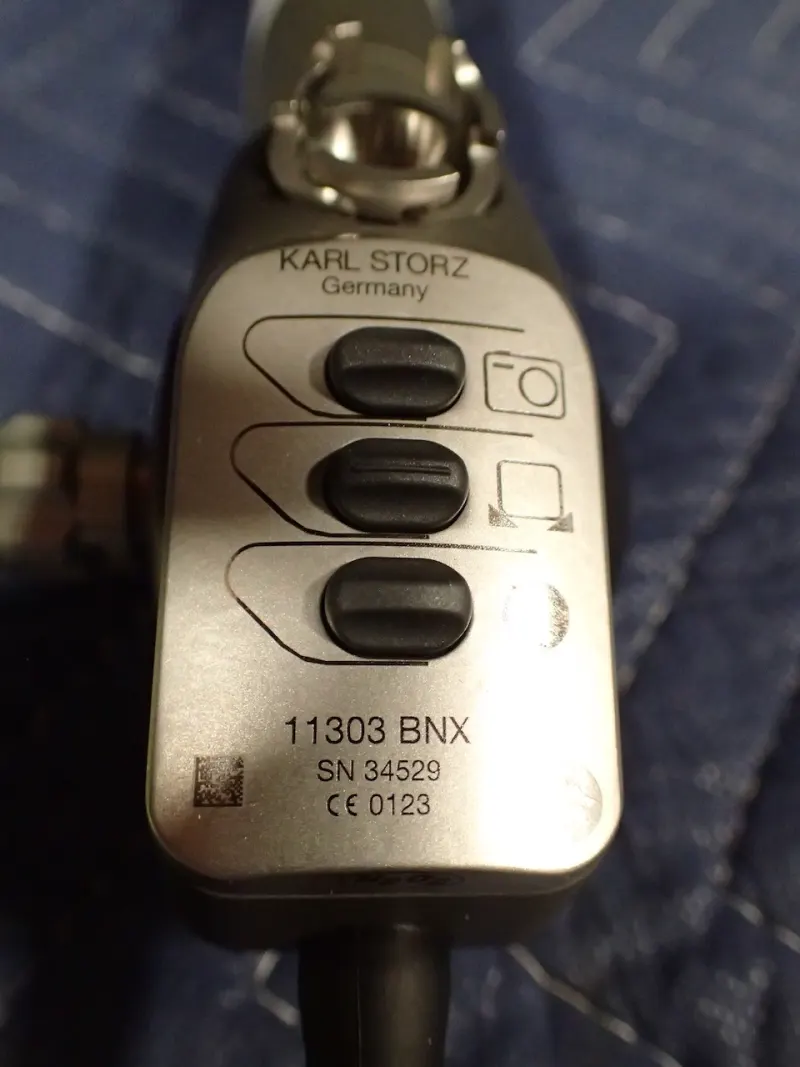 KARL STORZ
Germany
11303 BNX
SN 34529
CE 0123